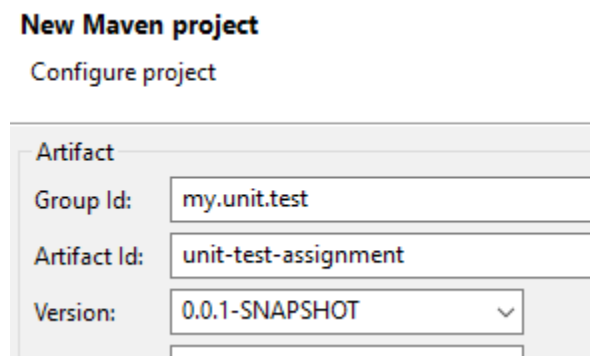 New Maven project
Configure project
Artifact
Group Id: my.unit.test
Artifact Id: unit-test-assignment
Version: 0.0.1-SNAPSHOT